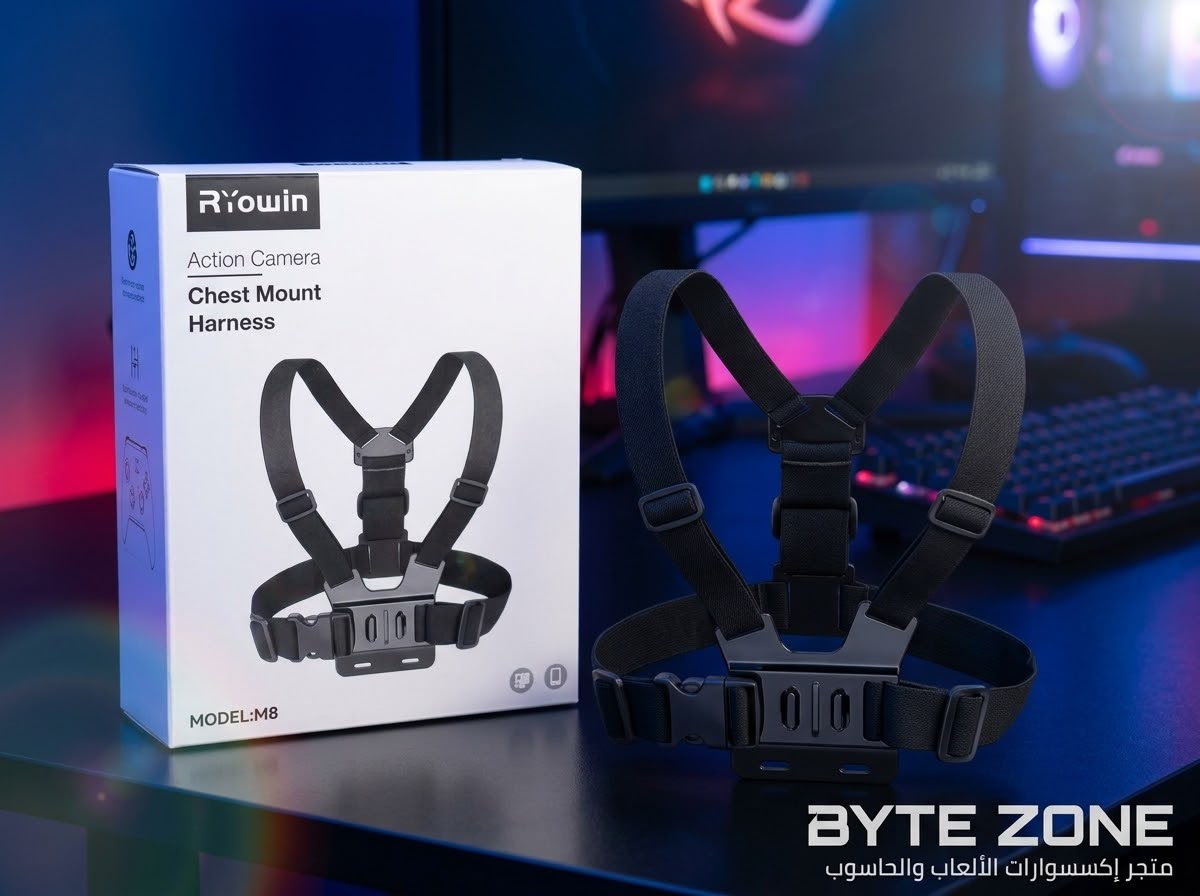 RYowin
Action Camera
Chest Mount
Harness
MODEL:M8
BYTE ZONE
متجر إكسسوارات الألعاب والحاسوب